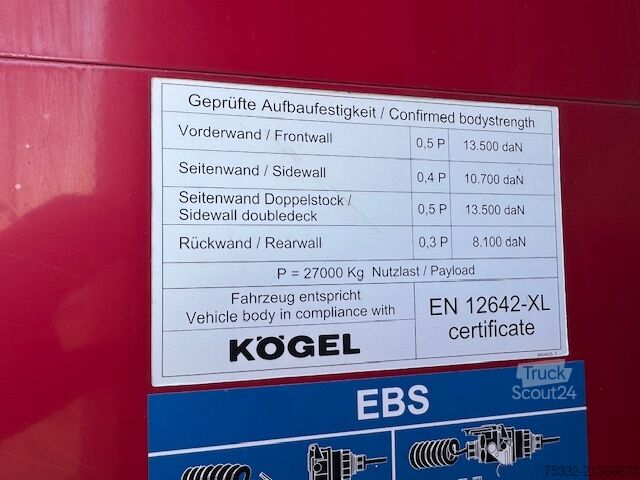 Geprüfte Aufbaufestigkeit / Confirmed bodystrength
Vorderwand / Frontwall 0,5 P 13.500 daN
Seitenwand / Sidewall 0,4 P 10.700 daN
Seitenwand Doppelstock /
Sidewall doubledeck 0,5 P 13.500 daN
Rückwand / Rearwall 0,3 P 8.100 daN
P = 27000 Kg Nutzlast / Payload
Fahrzeug entspricht
Vehicle body in compliance with
KÖGEL
EN 12642-XL
certificate
Truck
Scout24
EBS